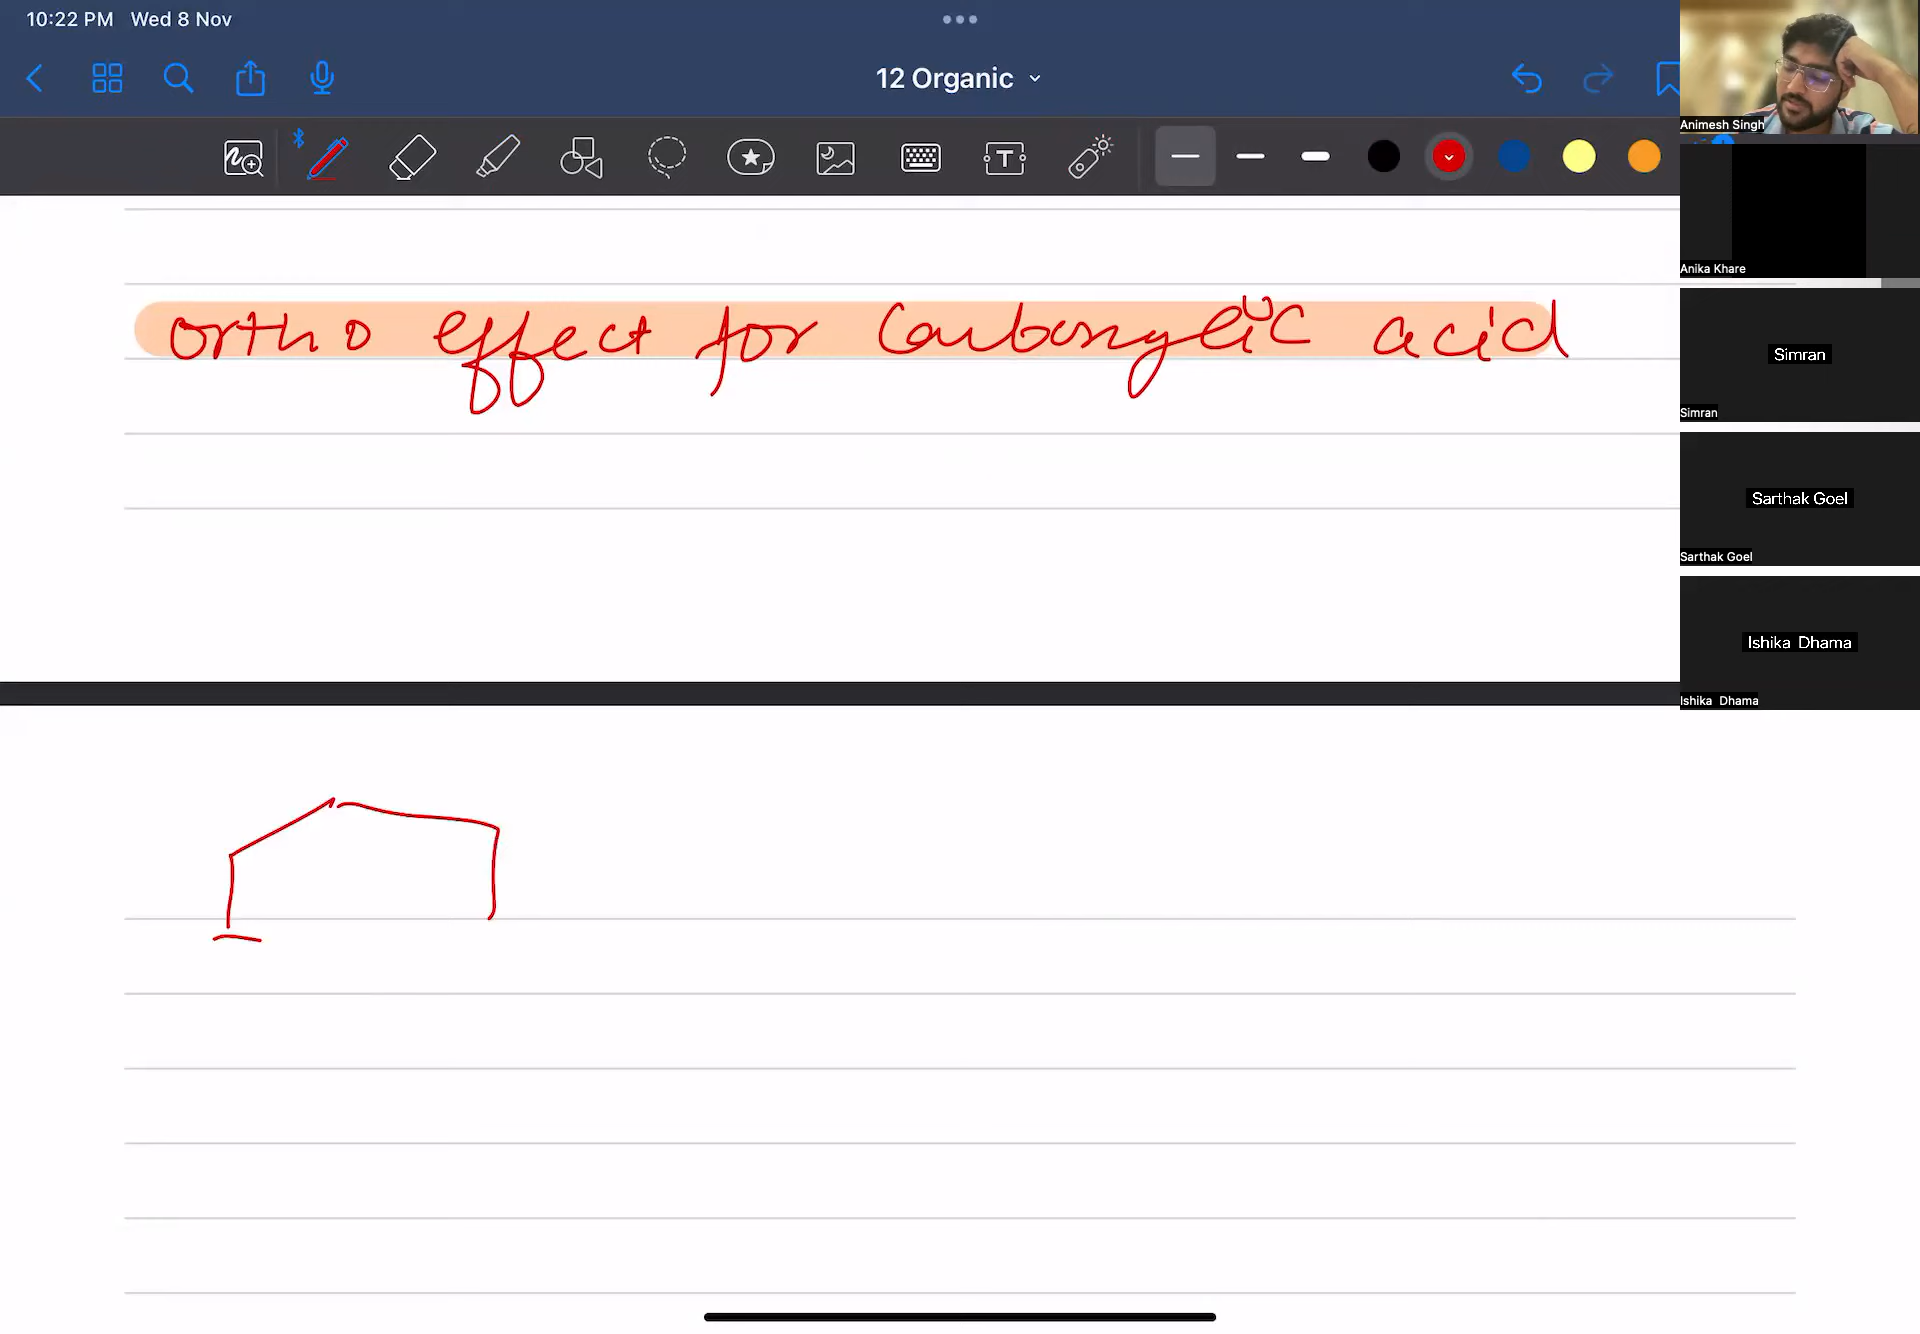 10:22 PM Wed 8 Nov
12 Organic
T
Animesh Singh
Anika Khare
ortho effect for Carboxylic acid
Simran
Simran
Sarthak Goel
Sarthak Goel
Ishika Dhama
Ishika Dhama